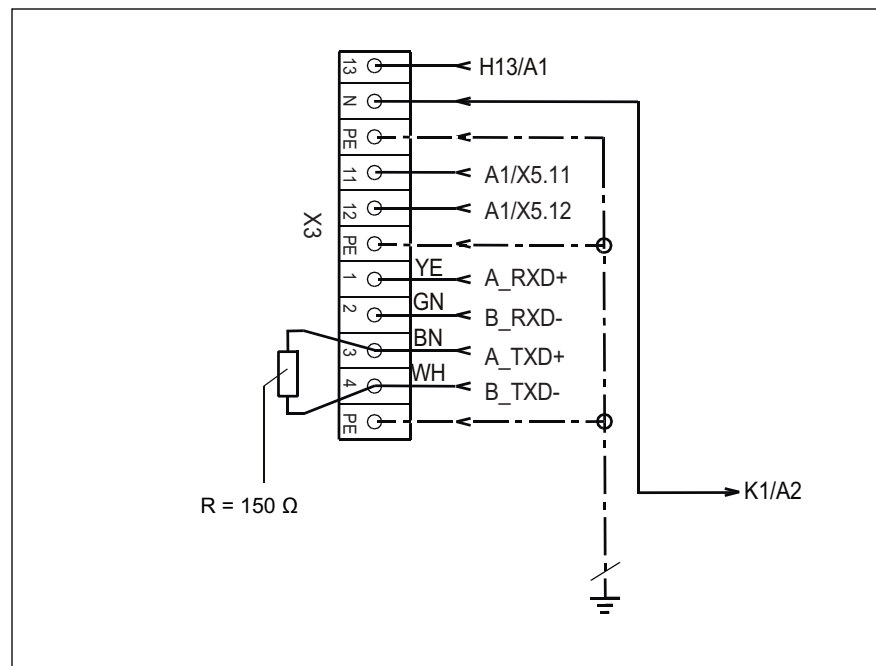 13
H13/A1
N
PE
11
A1/X5.11
12
A1/X5.12
X3
PE
1
YE
A_RXD+
2
GN
B_RXD-
3
BN
A_TXD+
4
WH
B_TXD-
PE
R = 150 Ω
K1/A2